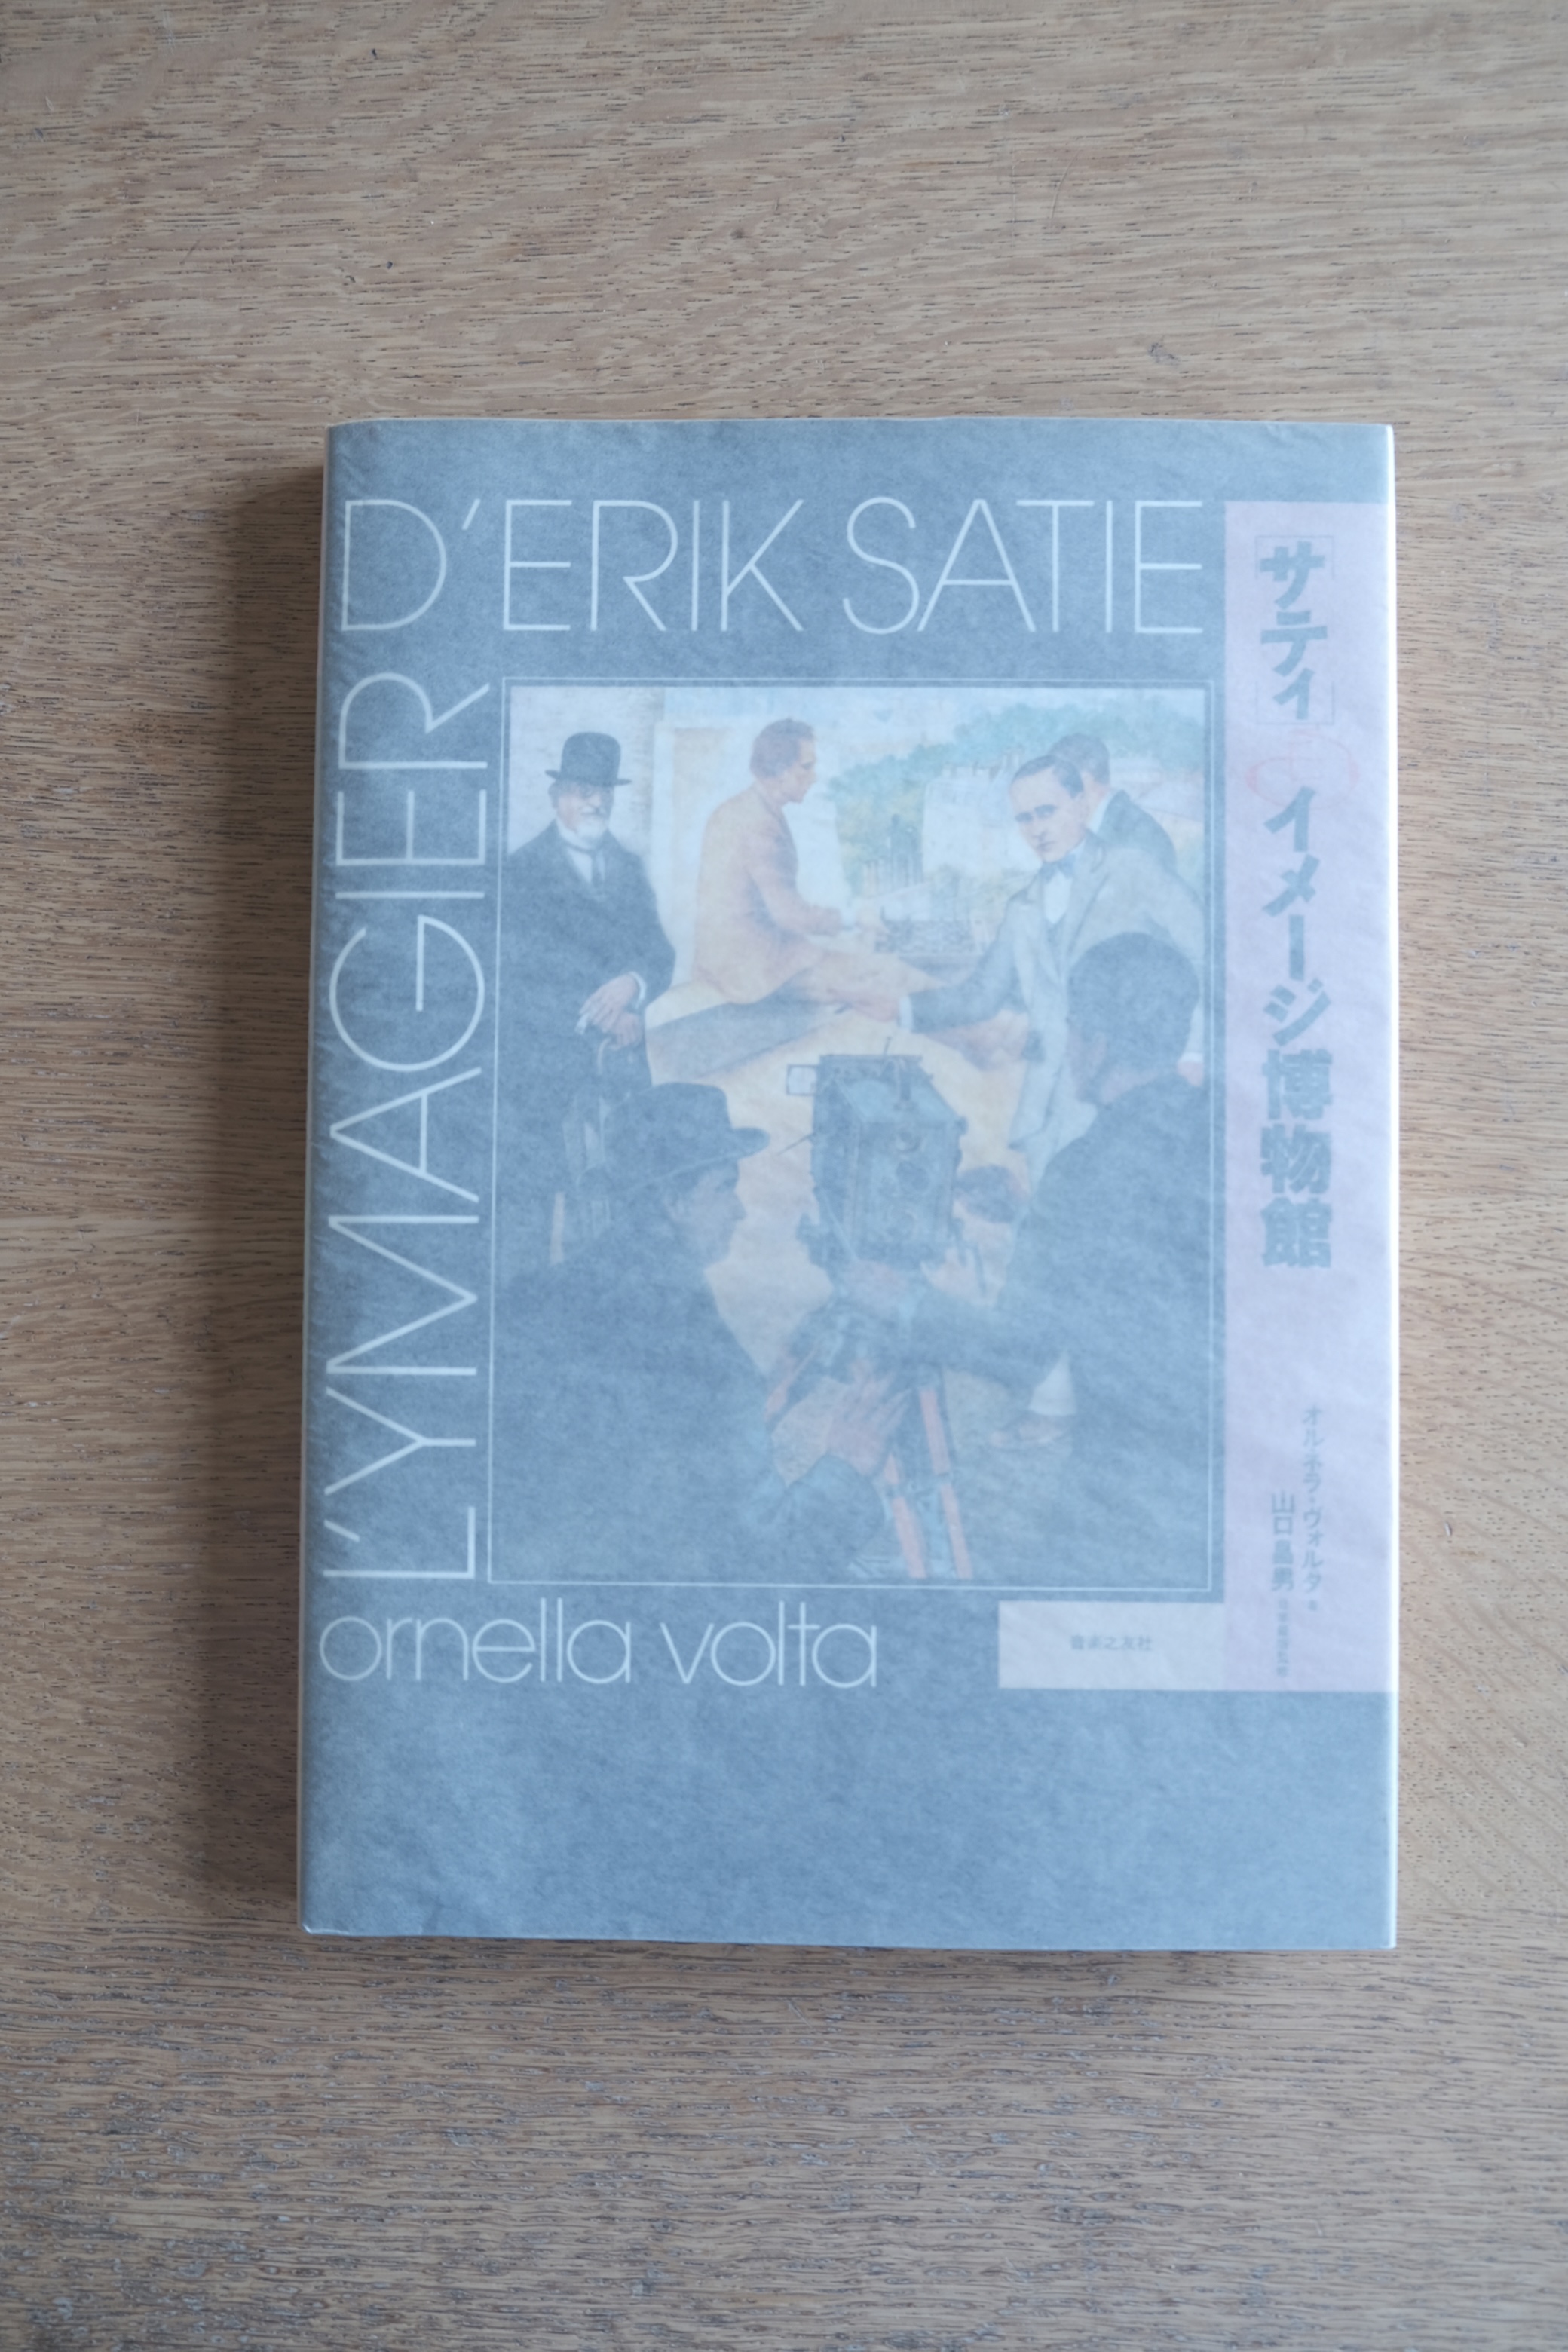 L'YMAGIER
D'ERIK SATIE
ornella volta
サティ
イメージ博物館
オルネラ・ヴォルタ
山口昌男
音楽之友社